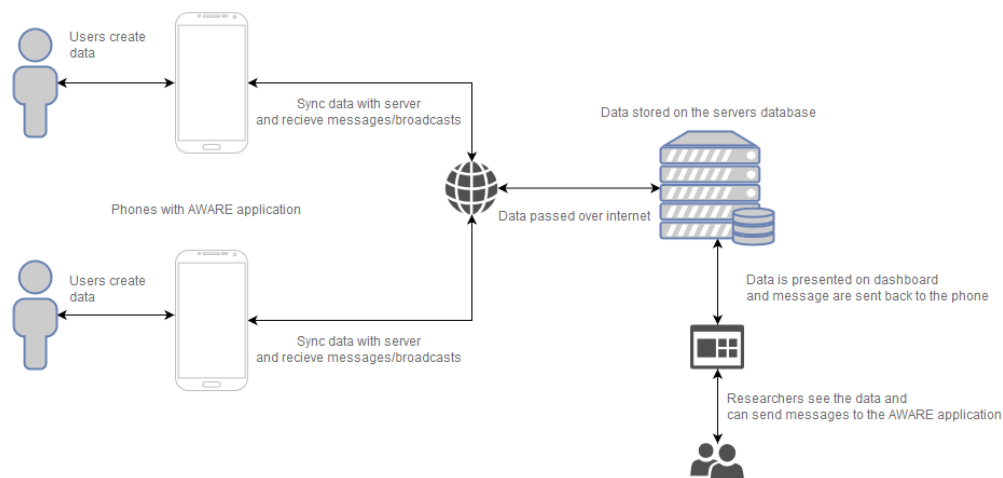 Users create
data
Sync data with server
and recieve messages/broadcasts
Data stored on the servers database
Phones with AWARE application
Data passed over internet
Users create
data
Sync data with server
and recieve messages/broadcasts
Data is presented on dashboard
and message are sent back to the phone
Researchers see the data and
can send messages to the AWARE application